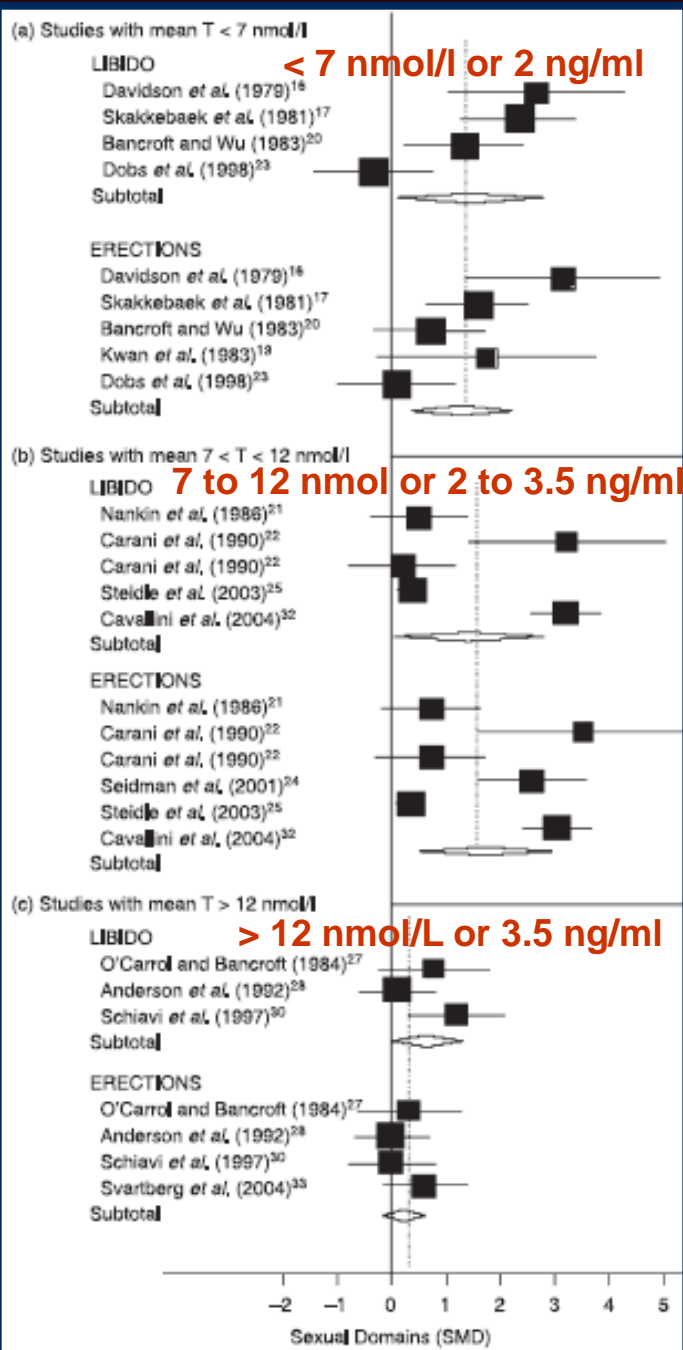 (a) Studies with mean T < 7 nmol/l
LIBIDO
< 7 nmol/l or 2 ng/ml
Davidson et al. (1979)16
Skakkebaek et al. (1981)17
Bancroft and Wu (1983)20
Dobs et al. (1998)23
Subtotal
ERECTIONS
Davidson et al. (1979)16
Skakkebaek et al. (1981)17
Bancroft and Wu (1983)20
Kwan et al. (1983)19
Dobs et al. (1998)23
Subtotal
(b) Studies with mean 7 < T < 12 nmol/l
LIBIDO
7 to 12 nmol or 2 to 3.5 ng/ml
Nankin et al. (1986)21
Carani et al. (1990)22
Carani et al. (1990)22
Steidle et al. (2003)25
Cavallini et al. (2004)32
Subtotal
ERECTIONS
Nankin et al. (1986)21
Carani et al. (1990)22
Carani et al. (1990)22
Seidman et al. (2001)24
Steidle et al. (2003)25
Cavallini et al. (2004)32
Subtotal
(c) Studies with mean T > 12 nmol/l
LIBIDO
> 12 nmol/L or 3.5 ng/ml
O'Carrol and Bancroft (1984)27
Anderson et al. (1992)28
Schiavi et al. (1997)30
Subtotal
ERECTIONS
O'Carrol and Bancroft (1984)27
Anderson et al. (1992)28
Schiavi et al. (1997)30
Svartberg et al. (2004)33
Subtotal
–2 –1 0 1 2 3 4 5
Sexual Domains (SMD)